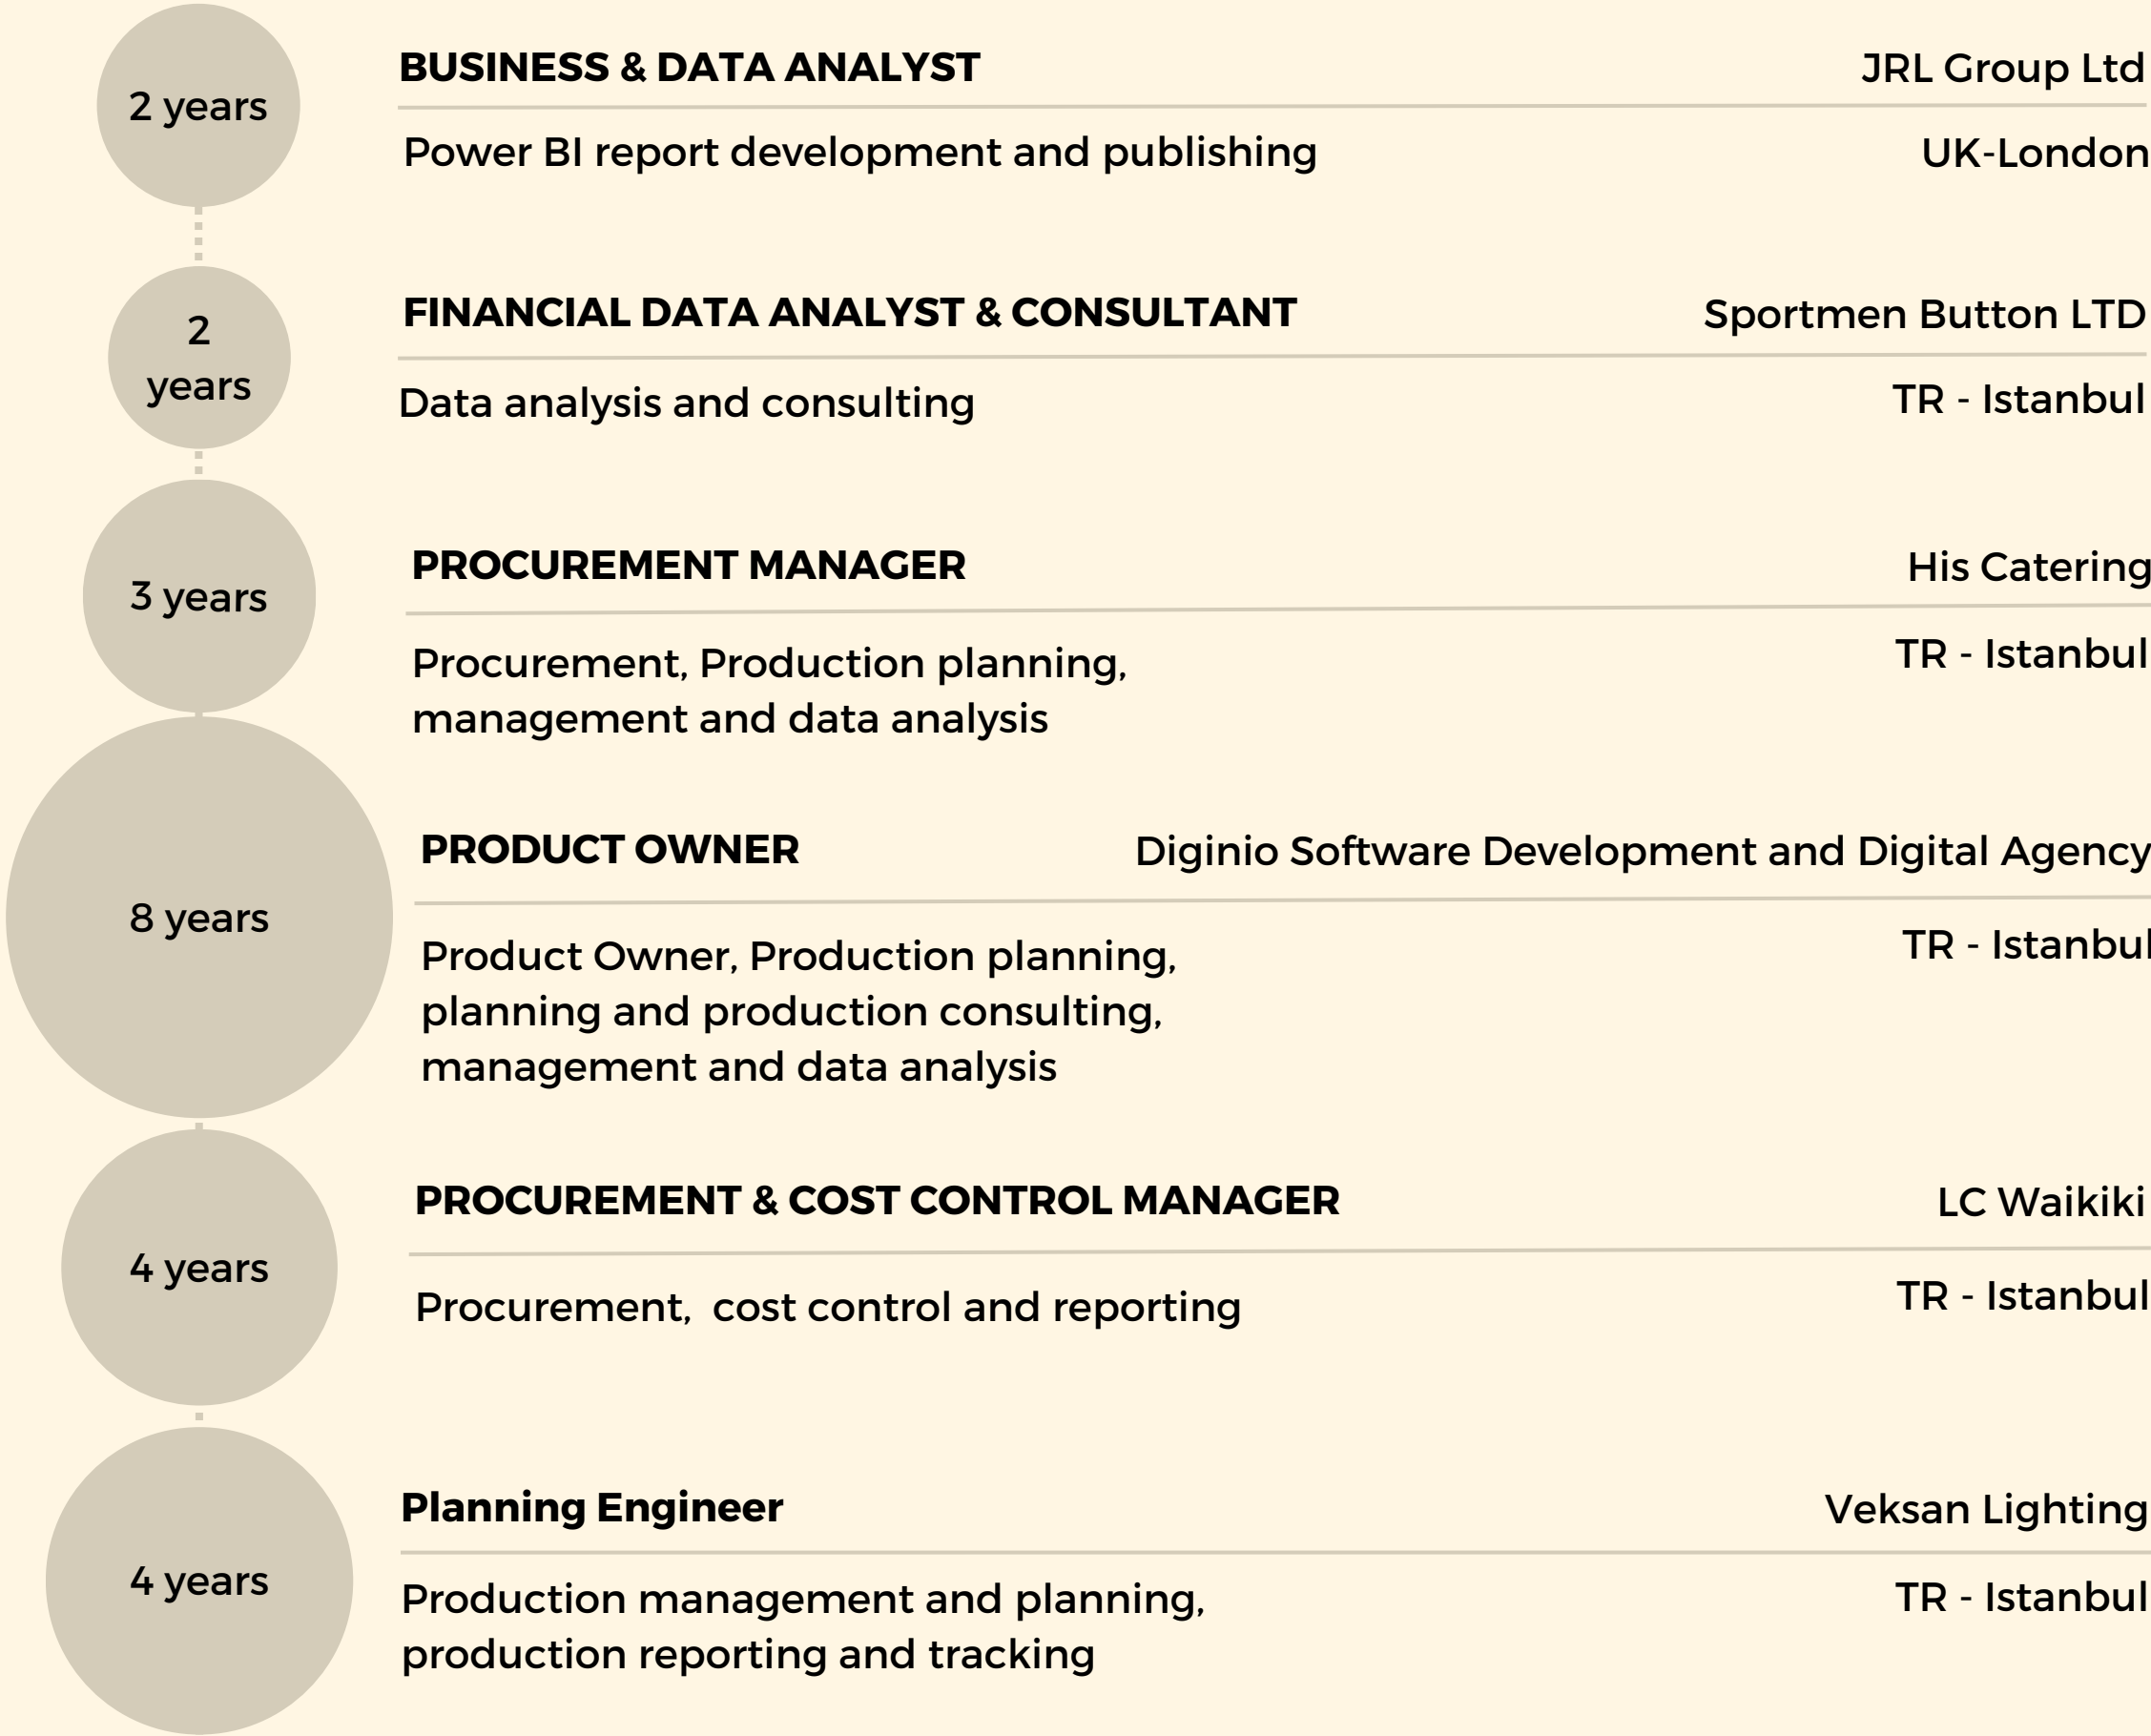 2 years
BUSINESS & DATA ANALYST
JRL Group Ltd
Power BI report development and publishing
UK-London
2
years
FINANCIAL DATA ANALYST & CONSULTANT
Sportmen Button LTD
Data analysis and consulting
TR - Istanbul
3 years
PROCUREMENT MANAGER
His Catering
Procurement, Production planning,
management and data analysis
TR - Istanbul
8 years
PRODUCT OWNER
Diginio Software Development and Digital Agency
Product Owner, Production planning,
planning and production consulting,
management and data analysis
TR - Istanbul
4 years
PROCUREMENT & COST CONTROL MANAGER
LC Waikiki
Procurement,  cost control and reporting
TR - Istanbul
4 years
Planning Engineer
Veksan Lighting
Production management and planning,
production reporting and tracking
TR - Istanbul